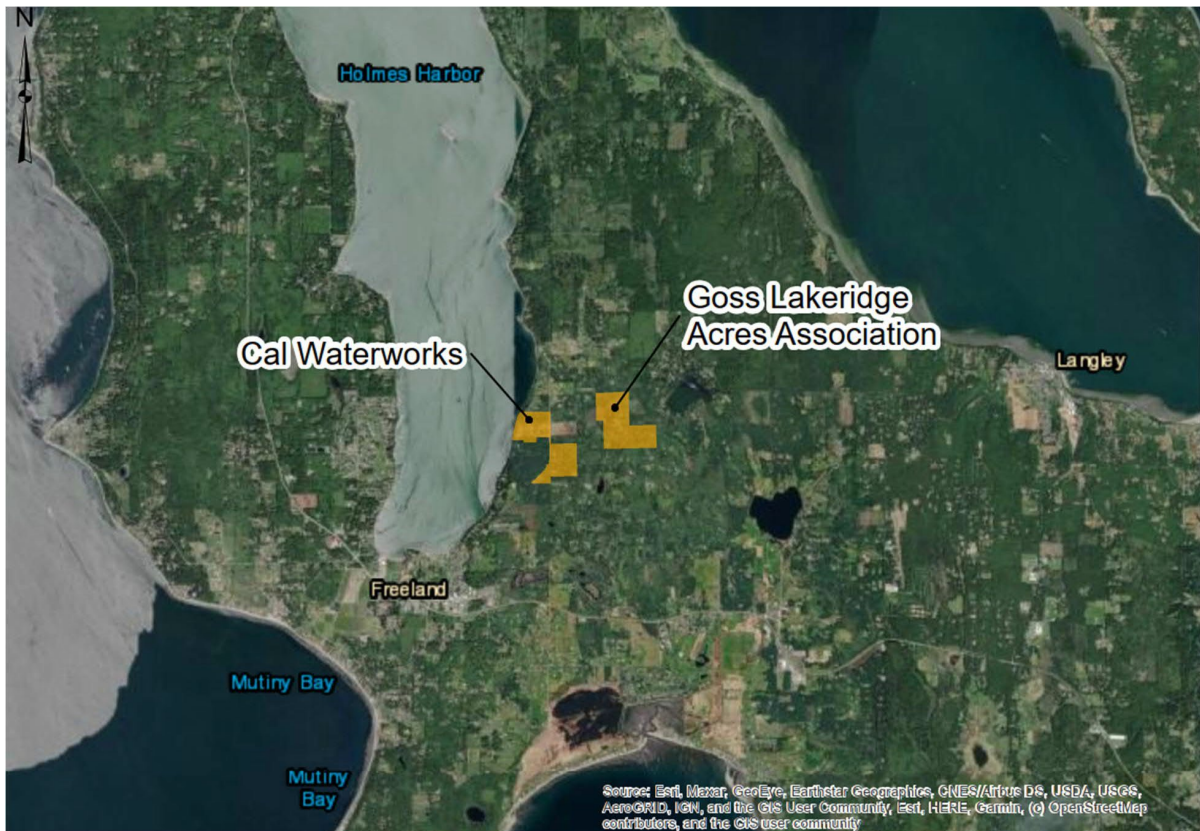 N
Holmes Harbor
Goss Lakeridge
Acres Association
Cal Waterworks
Langley
Freeland
Mutiny Bay
Mutiny
Bay
Source: Esri, Maxar, GeoEye, Earthstar Geographics, CNES/Airbus DS, USDA, USGS,
AeroGRID, IGN, and the GIS User Community, Esri, HERE, Garmin, (c) OpenStreetMap
contributors, and the GIS user community